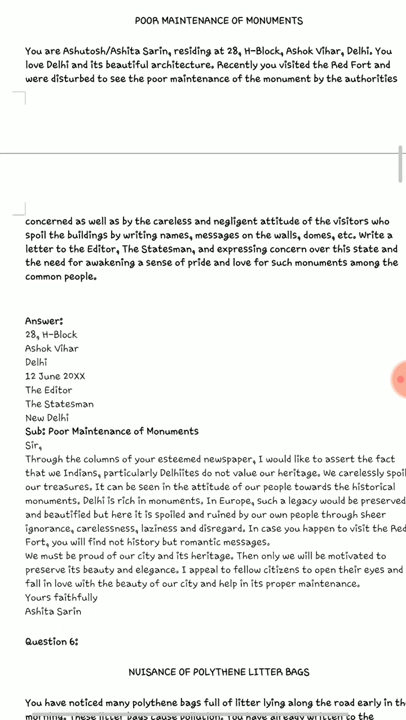 POOR MAINTENANCE OF MONUMENTS
You are Ashutosh/Ashita Sarin, residing at 28, H-Block, Ashok Vihar, Delhi. You
love Delhi and its beautiful architecture. Recently you visited the Red Fort and
were disturbed to see the poor maintenance of the monument by the authorities
concerned as well as by the careless and negligent attitude of the visitors who
spoil the buildings by writing names, messages on the walls, domes, etc. Write a
letter to the Editor, The Statesman, and expressing concern over this state and
the need for awakening a sense of pride and love for such monuments among the
common people.
Answer:
28, H-Block
Ashok Vihar
Delhi
12 June 20XX
The Editor
The Statesman
New Delhi
Sub: Poor Maintenance of Monuments
Sir,
Through the columns of your esteemed newspaper, I would like to assert the fact
that we Indians, particularly Delhiites do not value our heritage. We carelessly spoil
our treasures. It can be seen in the attitude of our people towards the historical
monuments. Delhi is rich in monuments. In Europe, such a legacy would be preserved
and beautified but here it is spoiled and ruined by our own people through sheer
ignorance, carelessness, laziness and disregard. In case you happen to visit the Red
Fort, you will find not history but romantic messages.
We must be proud of our city and its heritage. Then only we will be motivated to
preserve its beauty and elegance. I appeal to fellow citizens to open their eyes and
fall in love with the beauty of our city and help in its proper maintenance.
Yours faithfully
Ashita Sarin
Question 6:
NUISANCE OF POLYTHENE LITTER BAGS
You have noticed many polythene bags full of litter lying along the road early in the
morning. These litter bags cause pollution. You have already written to the